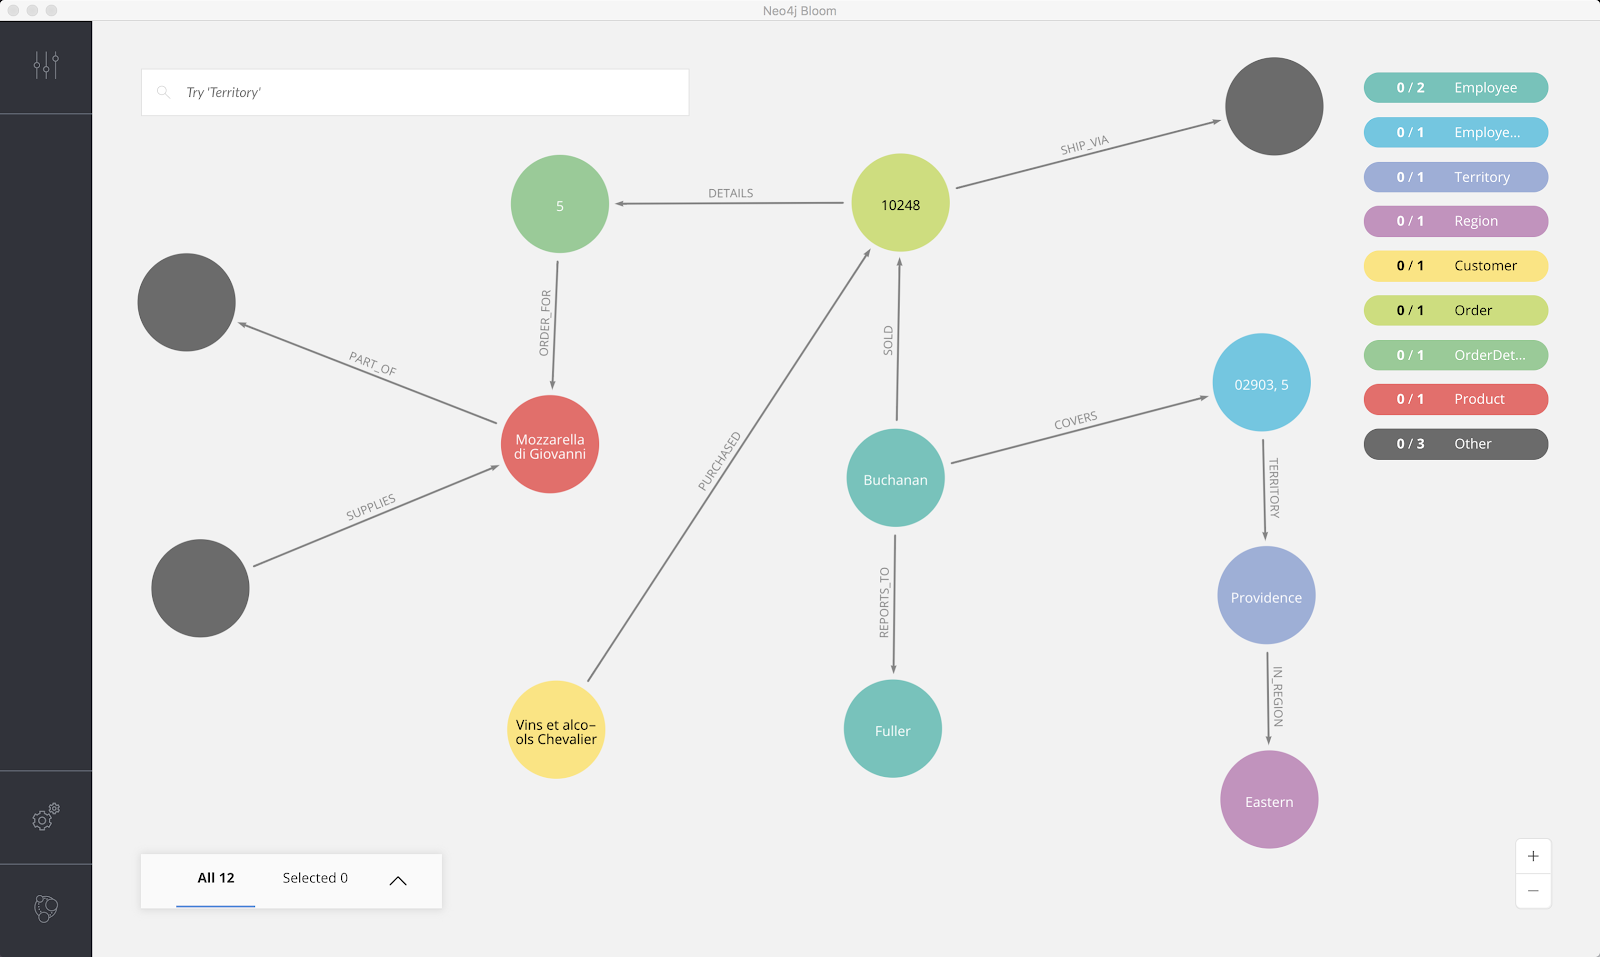 Neo4j Bloom
Try 'Territory'
0 / 2 Employee
0 / 1 Employe...
0 / 1 Territory
0 / 1 Region
0 / 1 Customer
0 / 1 Order
0 / 1 OrderDet...
0 / 1 Product
0 / 3 Other
SHIP_VIA
5
DETAILS
10248
ORDER_FOR
PART_OF
SOLD
02903, 5
COVERS
Mozzarella
di Giovanni
PURCHASED
Buchanan
TERRITORY
SUPPLIES
REPORTS_TO
Providence
IN_REGION
Vins et alco–
ols Chevalier
Fuller
Eastern
All 12 Selected 0